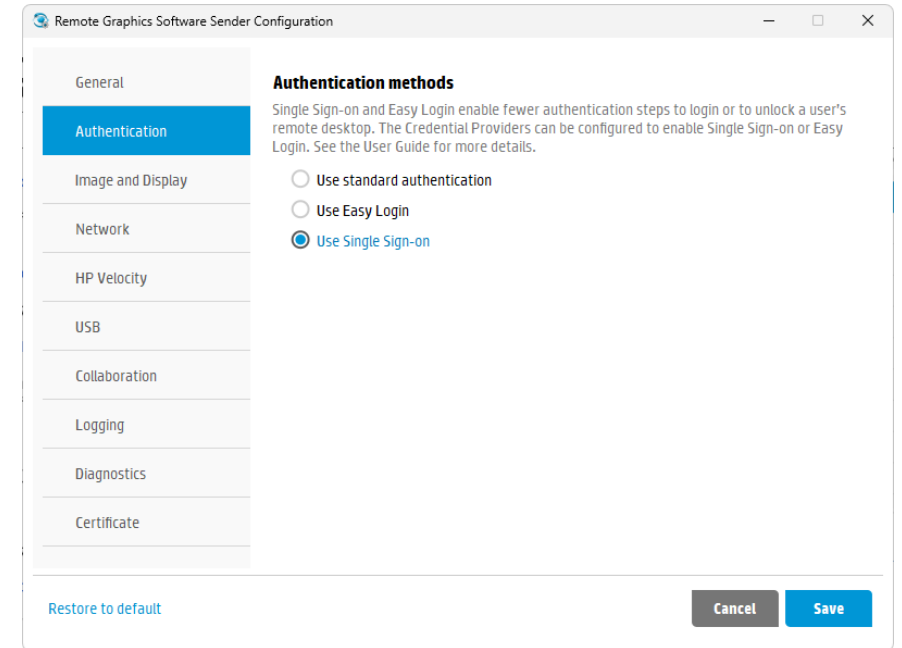 Remote Graphics Software Sender Configuration
General
Authentication
Image and Display
Network
HP Velocity
USB
Collaboration
Logging
Diagnostics
Certificate
Authentication methods
Single Sign-on and Easy Login enable fewer authentication steps to login or to unlock a user's
remote desktop. The Credential Providers can be configured to enable Single Sign-on or Easy
Login. See the User Guide for more details.
Use standard authentication
Use Easy Login
Use Single Sign-on
Restore to default
Cancel
Save